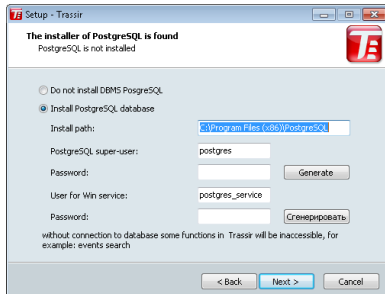 Setup - Trassir
The installer of PostgreSQL is found
PostgreSQL is not installed
Do not install DBMS PosgreSQL
Install PostgreSQL database
Install path: C:\Program Files (x86)\PostgreSQL
PostgreSQL super-user: postgres
Password: Generate
User for Win service: postgres_service
Password: Сгенерировать
without connection to database some functions in Trassir will be inaccessible, for
example: events search
< Back Next > Cancel